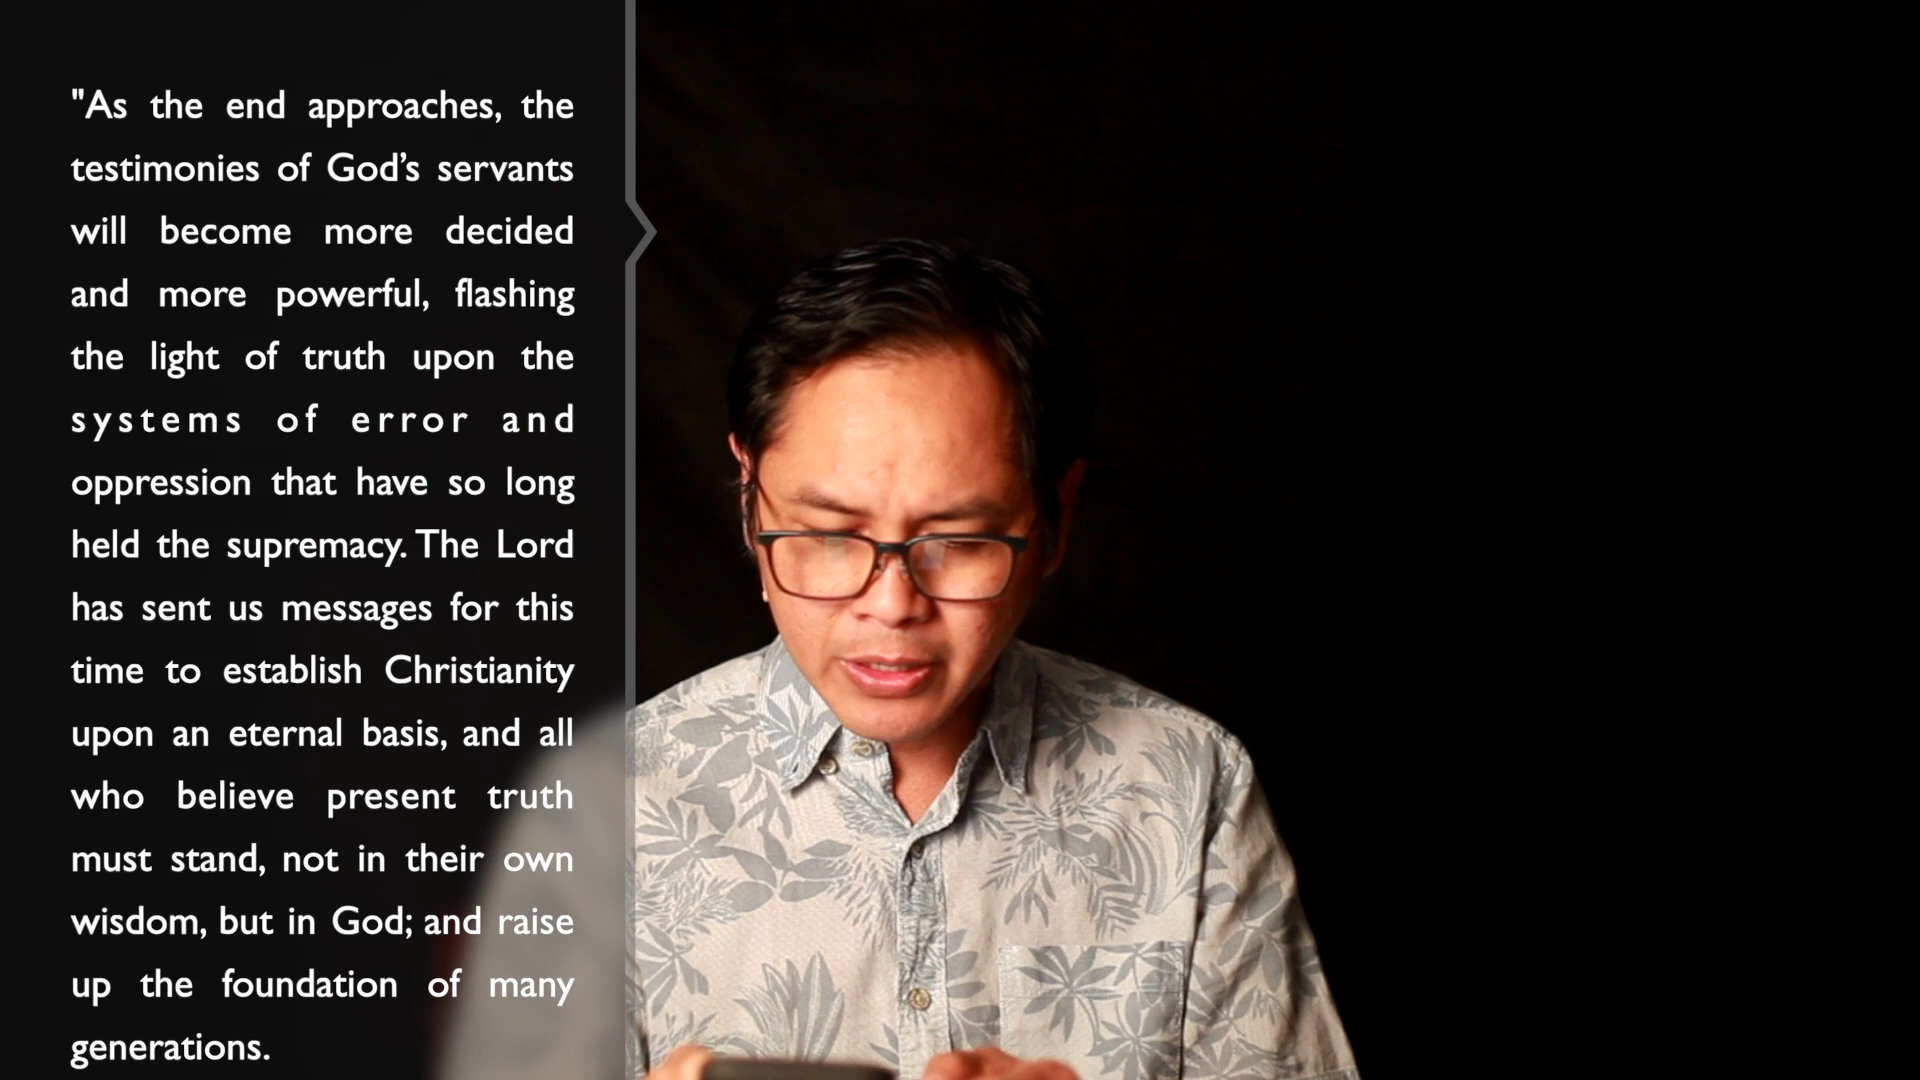 "As the end approaches, the
testimonies of God’s servants
will become more decided
and more powerful, flashing
the light of truth upon the
systems of error and
oppression that have so long
held the supremacy. The Lord
has sent us messages for this
time to establish Christianity
upon an eternal basis, and all
who believe present truth
must stand, not in their own
wisdom, but in God; and raise
up the foundation of many
generations.